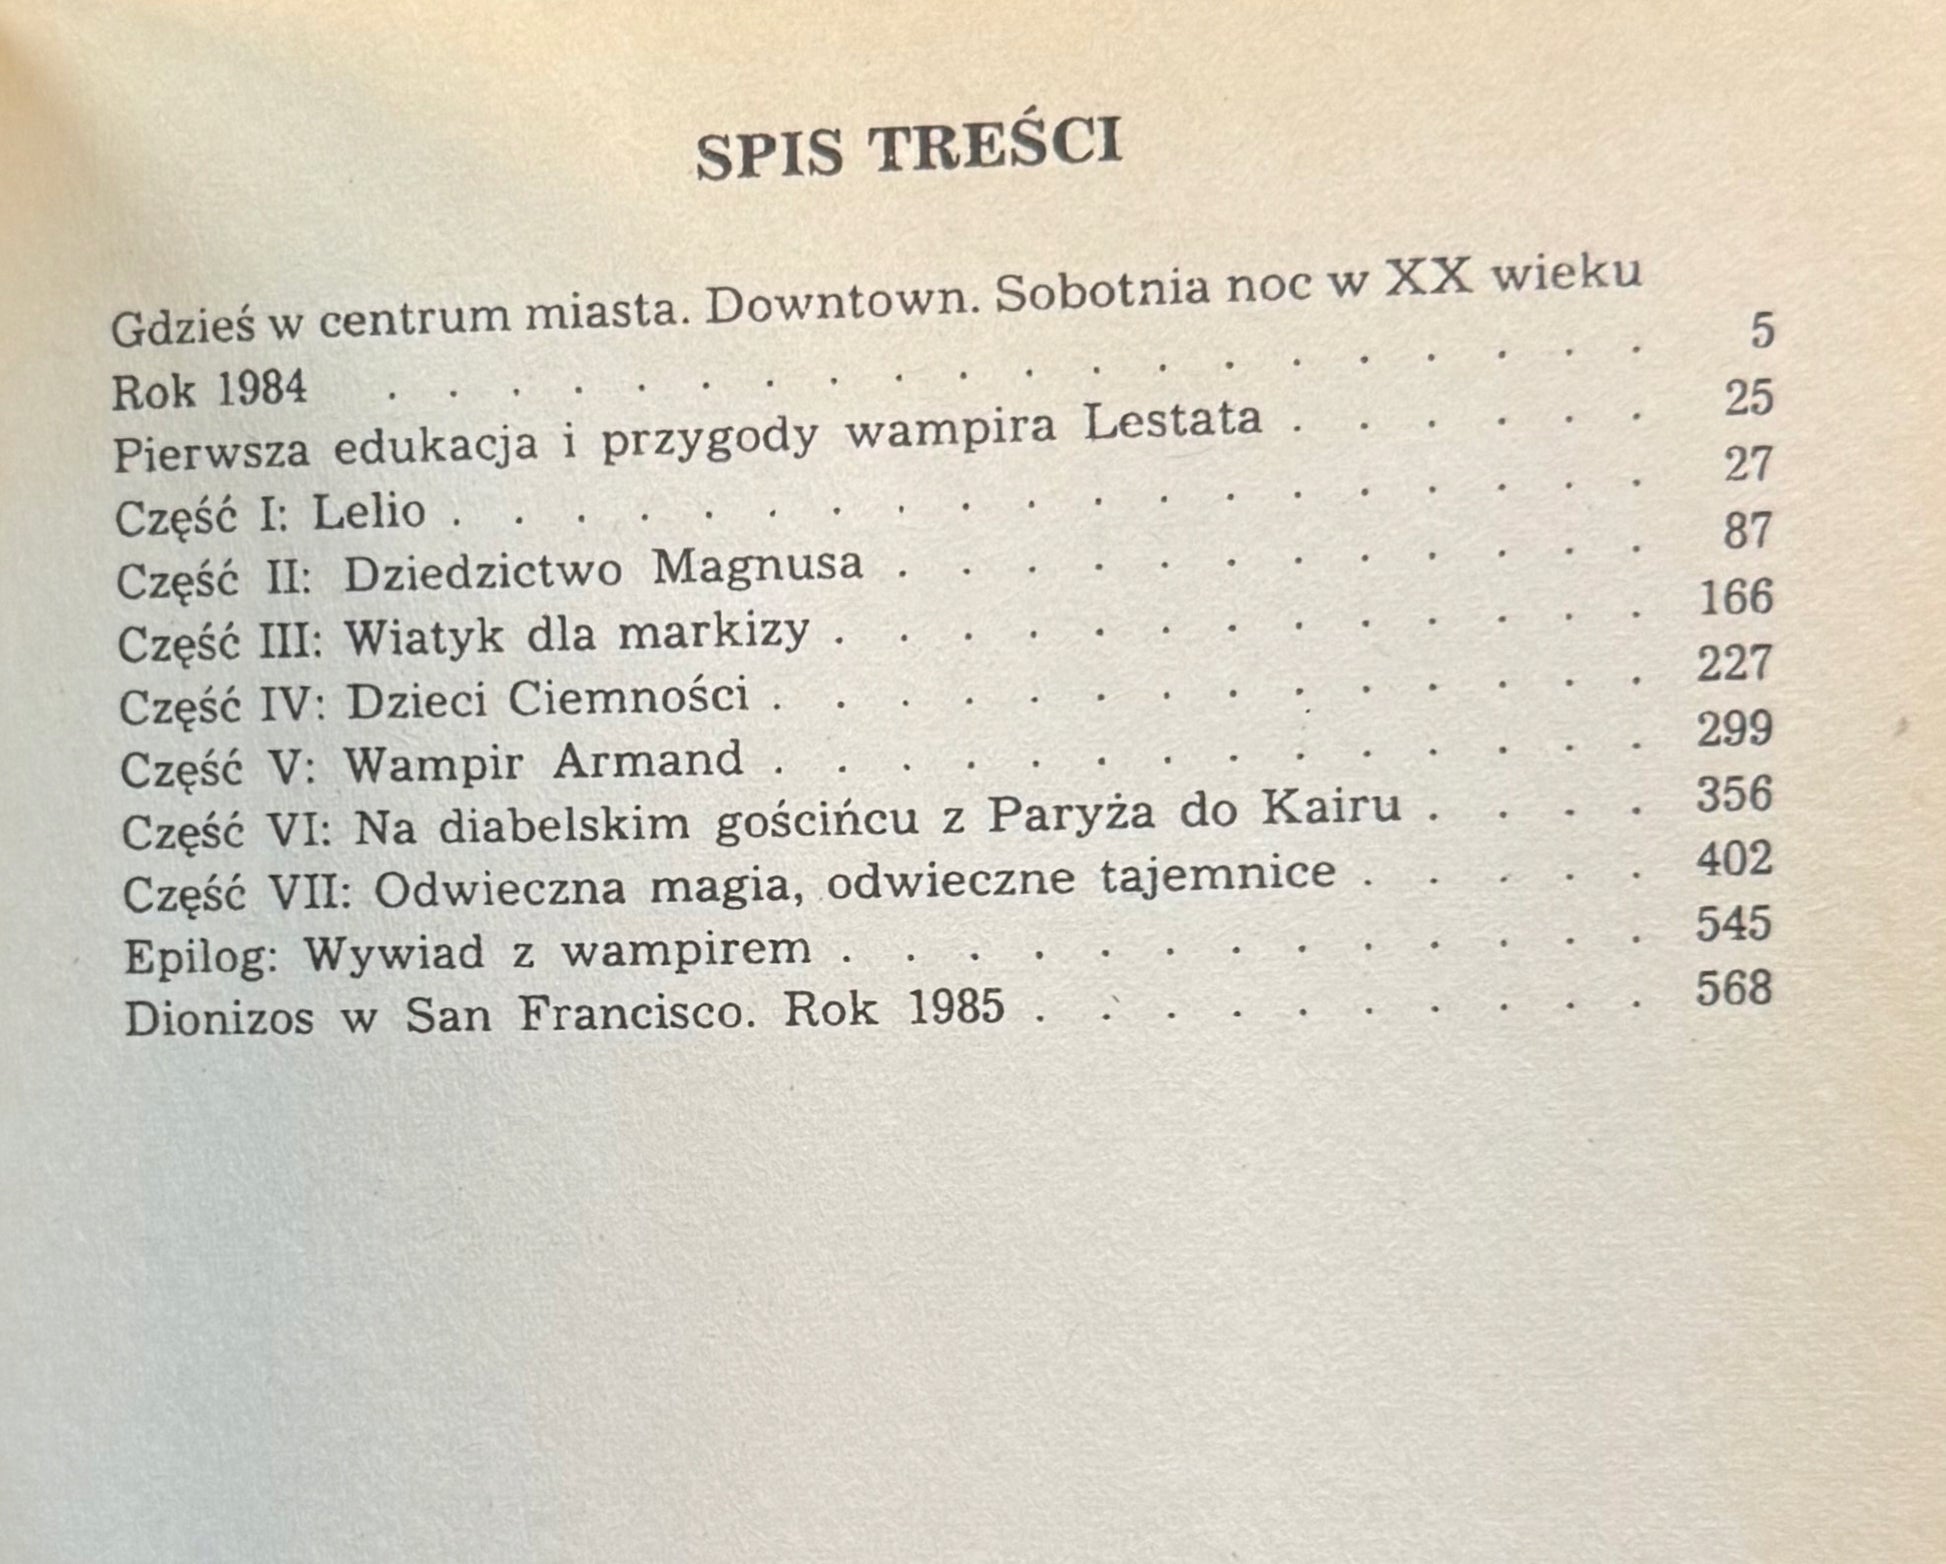 SPIS TREŚCI
Gdzieś w centrum miasta. Downtown. Sobotnia noc w XX wieku
Rok 1984 . . . . . . . . . . . . . . . . . . . . 5
Pierwsza edukacja i przygody wampira Lestata . . . . . . 25
Część I: Lelio . . . . . . . . . . . . . . . . . . . 27
Część II: Dziedzictwo Magnusa . . . . . . . . . . . . 87
Część III: Wiatyk dla markizy . . . . . . . . . . . . . 166
Część IV: Dzieci Ciemności . . . . . . . . . . . . . . 227
Część V: Wampir Armand . . . . . . . . . . . . . . 299
Część VI: Na diabelskim gościńcu z Paryża do Kairu . . . . 356
Część VII: Odwieczna magia, odwieczne tajemnice . . . . . 402
Epilog: Wywiad z wampirem . . . . . . . . . . . . . 545
Dionizos w San Francisco. Rok 1985 . . . . . . . . . . 568